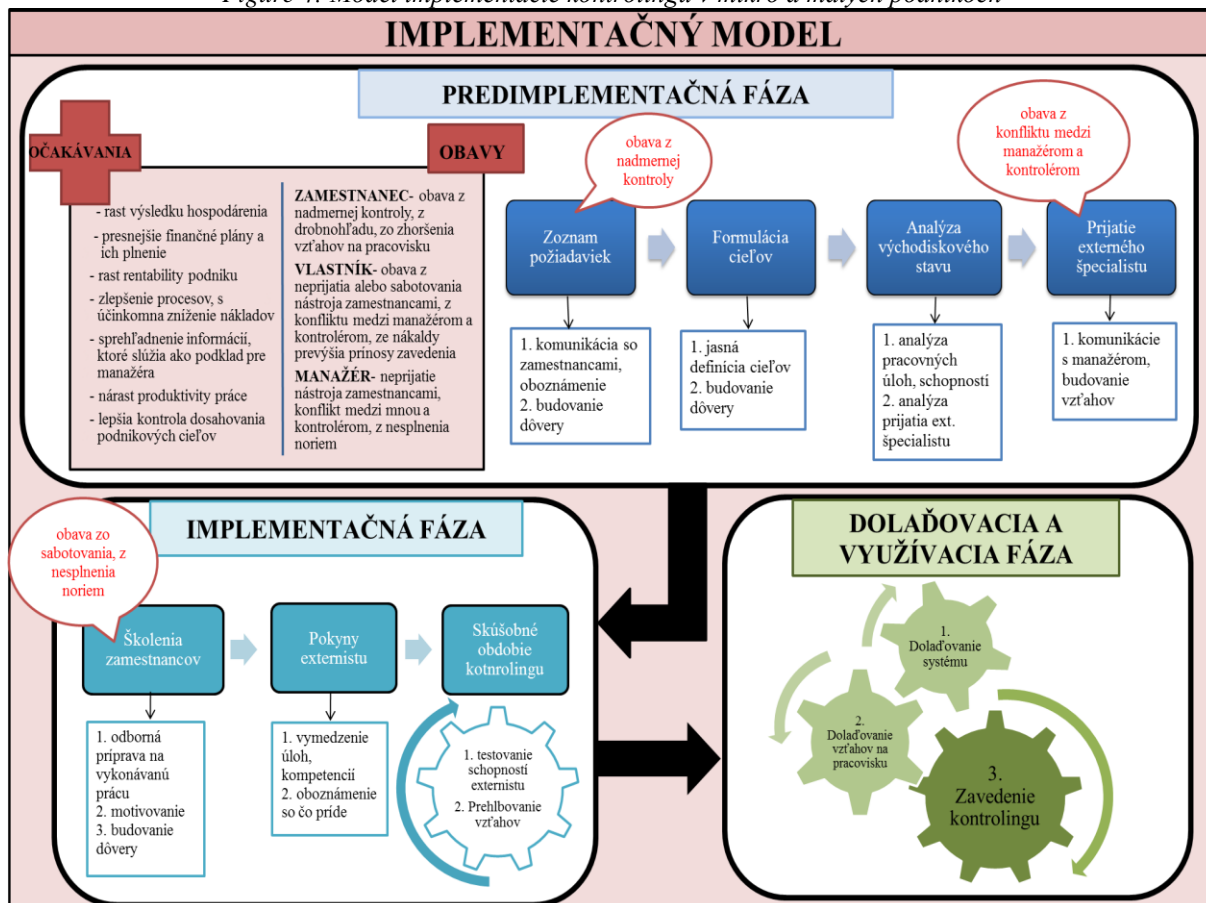 Figure 4: Model implementácie kontrolingu v mikro a malých podnikoch
IMPLEMENTAČNÝ MODEL
PREDIMPLEMENTAČNÁ FÁZA
OČAKÁVANIA
- rast výsledku hospodárenia
- presnejšie finančné plány a
ich plnenie
- rast rentability podniku
- zlepšenie procesov, s
účinkomna zníženie nákladov
- sprehľadnenie informácií,
ktoré slúžia ako podklad pre
manažéra
- nárast produktivity práce
- lepšia kontrola dosahovania
podnikových cieľov
OBAVY
ZAMESTNANEC- obava z
nadmernej kontroly, z
drobnohľadu, zo zhoršenia
vzťahov na pracovisku
VLASTNÍK- obava z
neprijatia alebo sabotovania
nástroja zamestnancami, z
konfliktu medzi manažérom a
kontrolérom, ze nákaldy
prevýšia prínosy zavedenia
MANAŽÉR- neprijatie
nástroja zamestnancami,
konflikt medzi mnou a
kontrolérom, z nesplnenia
noriem
obava z
nadmernej
kontroly
obava z
konfliktu medzi
manažérom a
kontrolérom
Zoznam
požiadaviek
Formulácia
cieľov
Analýza
východiskového
stavu
Prijatie
externého
špecialistu
1. komunikácia so
zamestnancami,
oboznámenie
2. budovanie
dôvery
1. jasná
definícia cieľov
2. budovanie
dôvery
1. analýza
pracovných
úloh, schopností
2. analýza
prijatia ext.
špecialistu
1. komunikácie
s manažérom,
budovanie
vzťahov
IMPLEMENTAČNÁ FÁZA
obava zo
sabotovania, z
nesplnenia
noriem
Školenia
zamestnancov
Pokyny
externistu
Skúšobné
obdobie
kotnrolingu
1. odborná
príprava na
vykonávanú
prácu
2. motivovanie
3. budovanie
dôvery
1. vymedzenie
úloh,
kompetencií
2. oboznámenie
so čo príde
1. testovanie
schopností
externistu
2. Prehlbovanie
vzťahov
DOLAĎOVACIA A
VYUŽÍVACIA FÁZA
1.
Dolaďovanie
systému
2.
Dolaďovanie
vzťahov na
pracovisku
3.
Zavedenie
kontrolingu